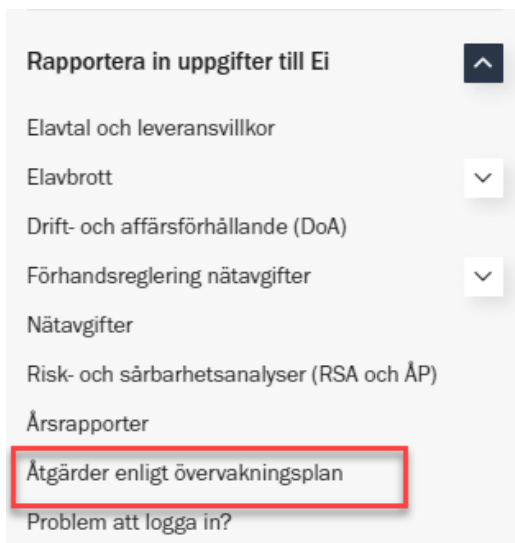 Rapportera in uppgifter till Ei
Elavtal och leveransvillkor
Elavbrott
Drift- och affärsförhållande (DoA)
Förhandsreglering nätavgifter
Nätavgifter
Risk- och sårbarhetsanalyser (RSA och ÅP)
Årsrapporter
Åtgärder enligt övervakningsplan
Problem att logga in?